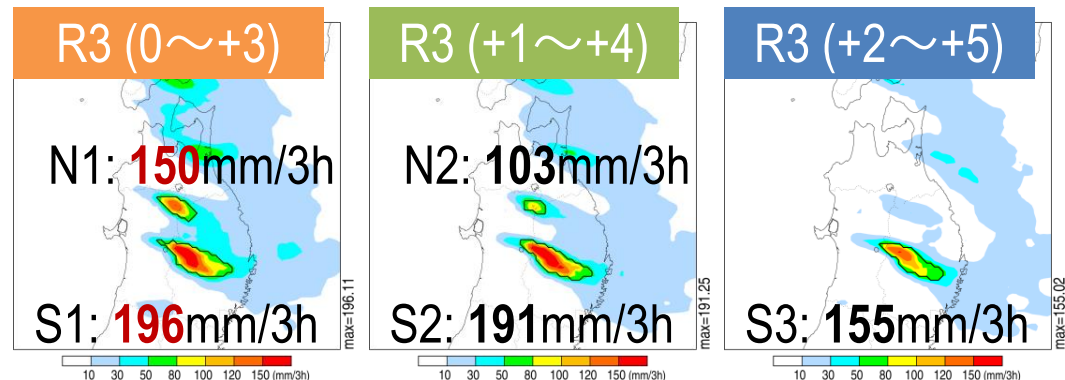 R3 (0～+3)
N1: 150mm/3h
S1: 196mm/3h
max=196.11
10 30 50 80 100 120 150 (mm/3h)
R3 (+1～+4)
N2: 103mm/3h
S2: 191mm/3h
max=191.25
10 30 50 80 100 120 150 (mm/3h)
R3 (+2～+5)
S3: 155mm/3h
max=155.02
10 30 50 80 100 120 150 (mm/3h)